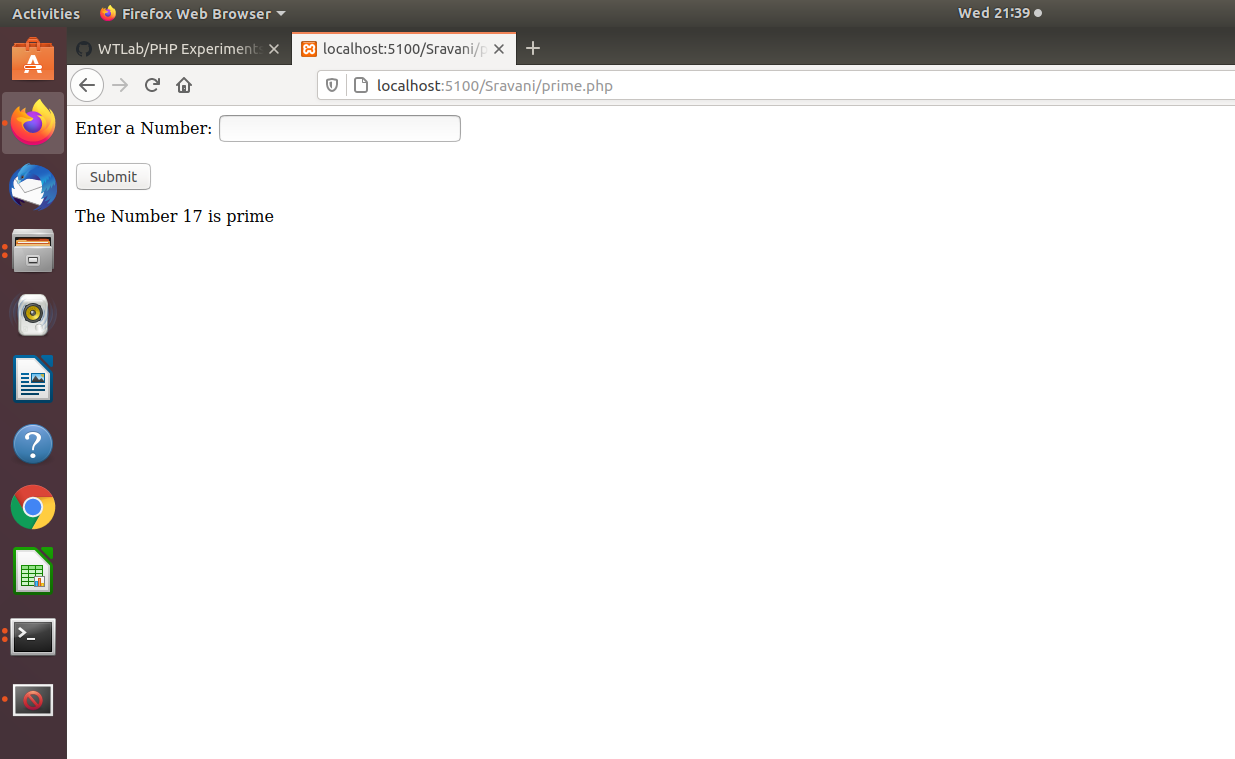 Activities Firefox Web Browser Wed 21:39
WTLab/PHP Experiments localhost:5100/Sravani/p
localhost:5100/Sravani/prime.php
Enter a Number:
Submit
The Number 17 is prime